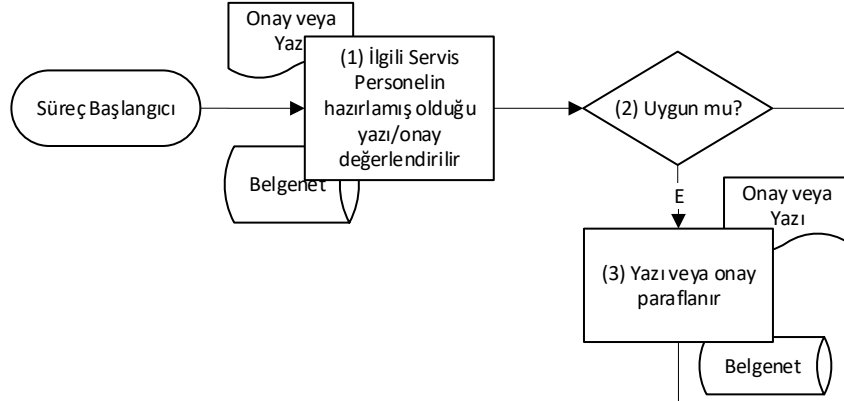 Onay veya
Yazı
(1) İlgili Servis
Personelin
hazırlamış olduğu
yazı/onay
değerlendirilir
Süreç Başlangıcı
Belgenet
(2) Uygun mu?
E
Onay veya
Yazı
(3) Yazı veya onay
paraflanır
Belgenet